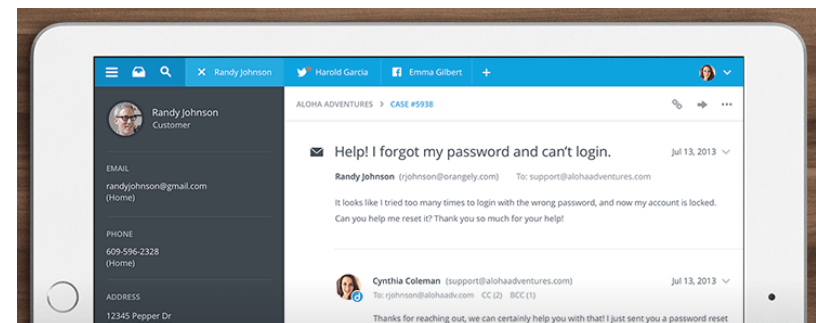 Randy Johnson
Harold Garcia
Emma Gilbert
+
Randy Johnson
Customer
EMAIL
randyjohnson@gmail.com
(Home)
PHONE
609-596-2328
(Home)
ADDRESS
12345 Pepper Dr
ALOHA ADVENTURES > CASE #5938
Help! I forgot my password and can't login.
Jul 13, 2013
Randy Johnson (rjohnson@orangely.com) To: support@alohaadventures.com
It looks like I tried too many times to login with the wrong password, and now my account is locked.
Can you help me reset it? Thank you so much for your help!
Cynthia Coleman (support@alohaadventures.com)
Jul 13, 2013
To: rjohnson@alohaadv.com CC (2) BCC (1)
Thanks for reaching out, we can certainly help you with that! I just sent you a password reset